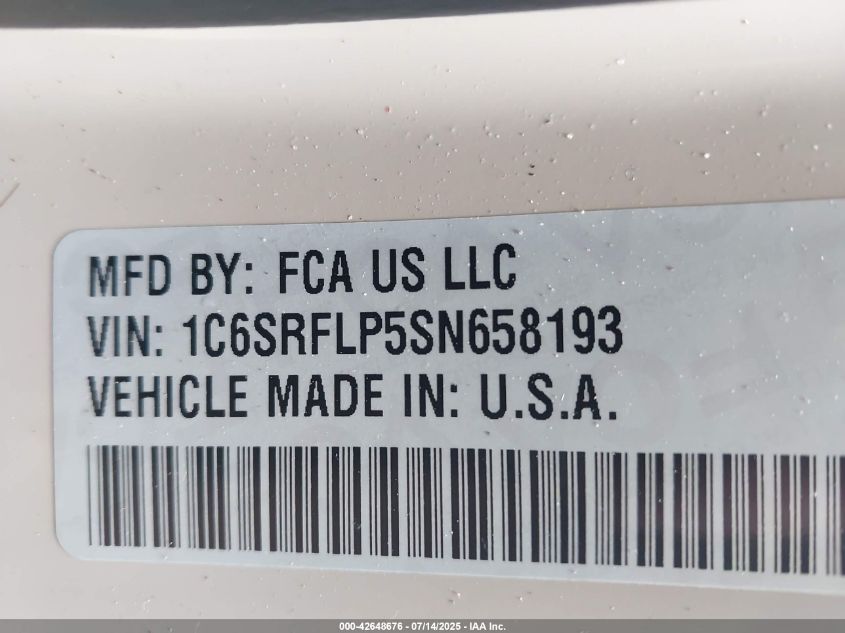 MFD BY: FCA US LLC
VIN: 1C6SRFLP5SN658193
VEHICLE MADE IN: U.S.A.
000-42648676 - 07/14/2025 - IAA Inc.